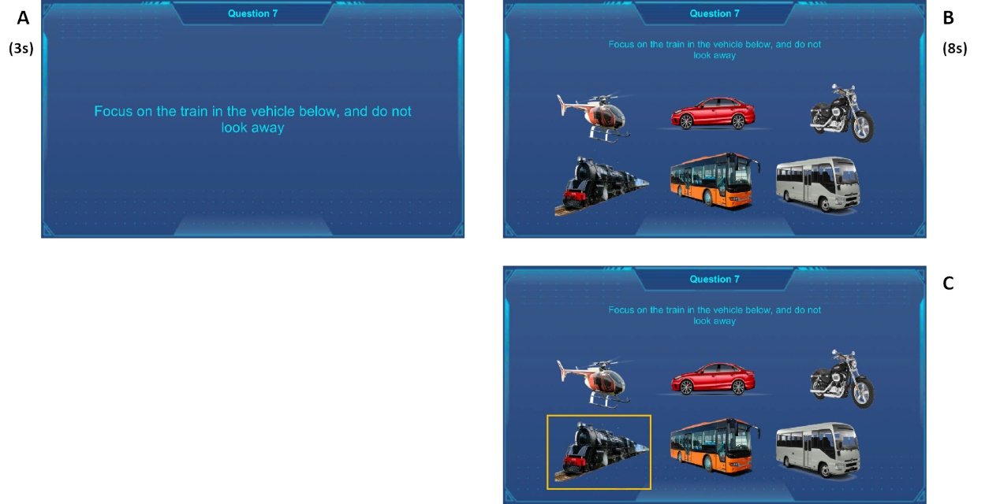 A
(3s)
Question 7
Focus on the train in the vehicle below, and do not
look away
Question 7
B
(8s)
Focus on the train in the vehicle below, and do not
look away
Question 7
C
Focus on the train in the vehicle below, and do not
look away